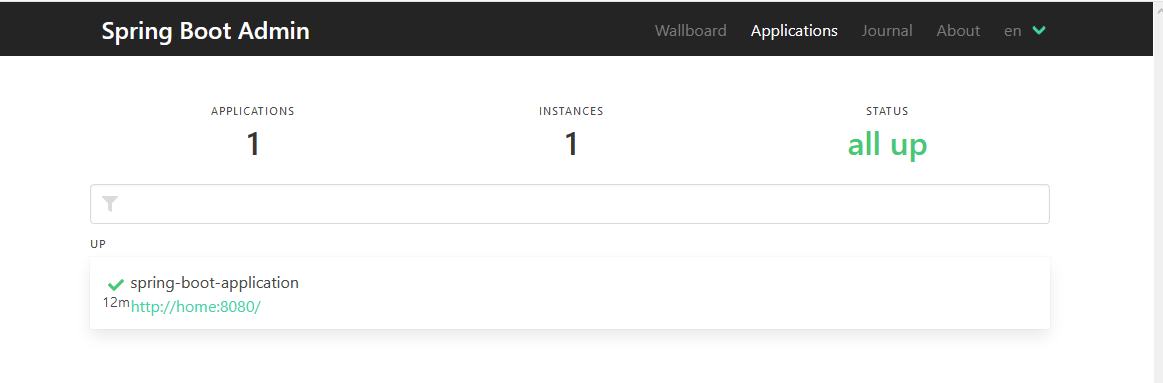 Spring Boot Admin Wallboard Applications Journal About en
APPLICATIONS INSTANCES STATUS
1 1 all up
UP
spring-boot-application
12m http://home:8080/